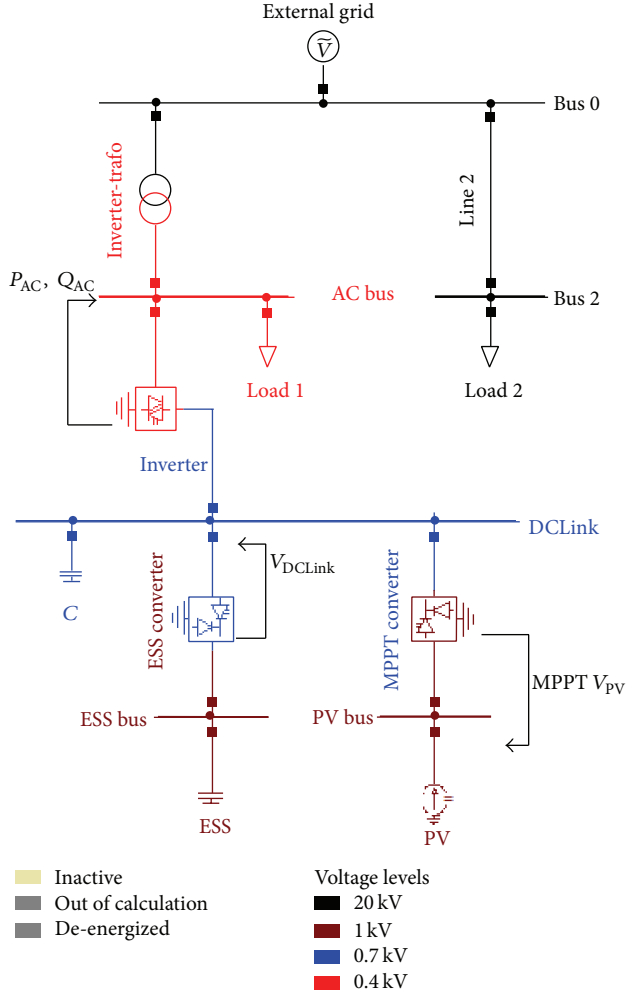 External grid
Ṽ
Bus 0
Inverter-trafo
Line 2
P_AC, Q_AC
AC bus
Bus 2
Load 1
Load 2
Inverter
DCLink
C
ESS converter
V_DCLink
MPPT converter
MPPT V_PV
ESS bus
PV bus
ESS
PV
Inactive
Out of calculation
De-energized
Voltage levels
20 kV
1 kV
0.7 kV
0.4 kV